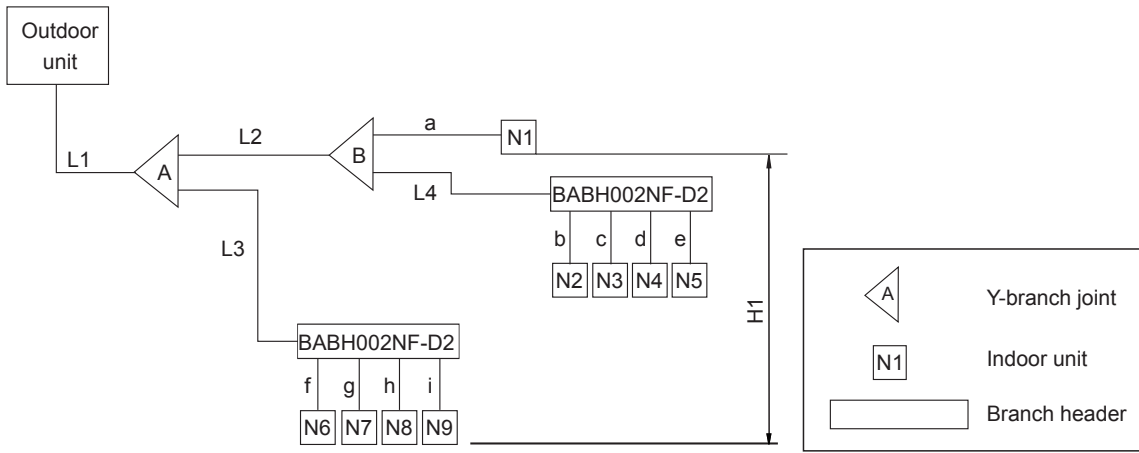 Outdoor
unit
L1
A
L2
B
a
N1
L4
BABH002NF-D2
b
c
d
e
N2
N3
N4
N5
L3
BABH002NF-D2
f
g
h
i
N6
N7
N8
N9
H1
A
Y-branch joint
N1
Indoor unit
Branch header